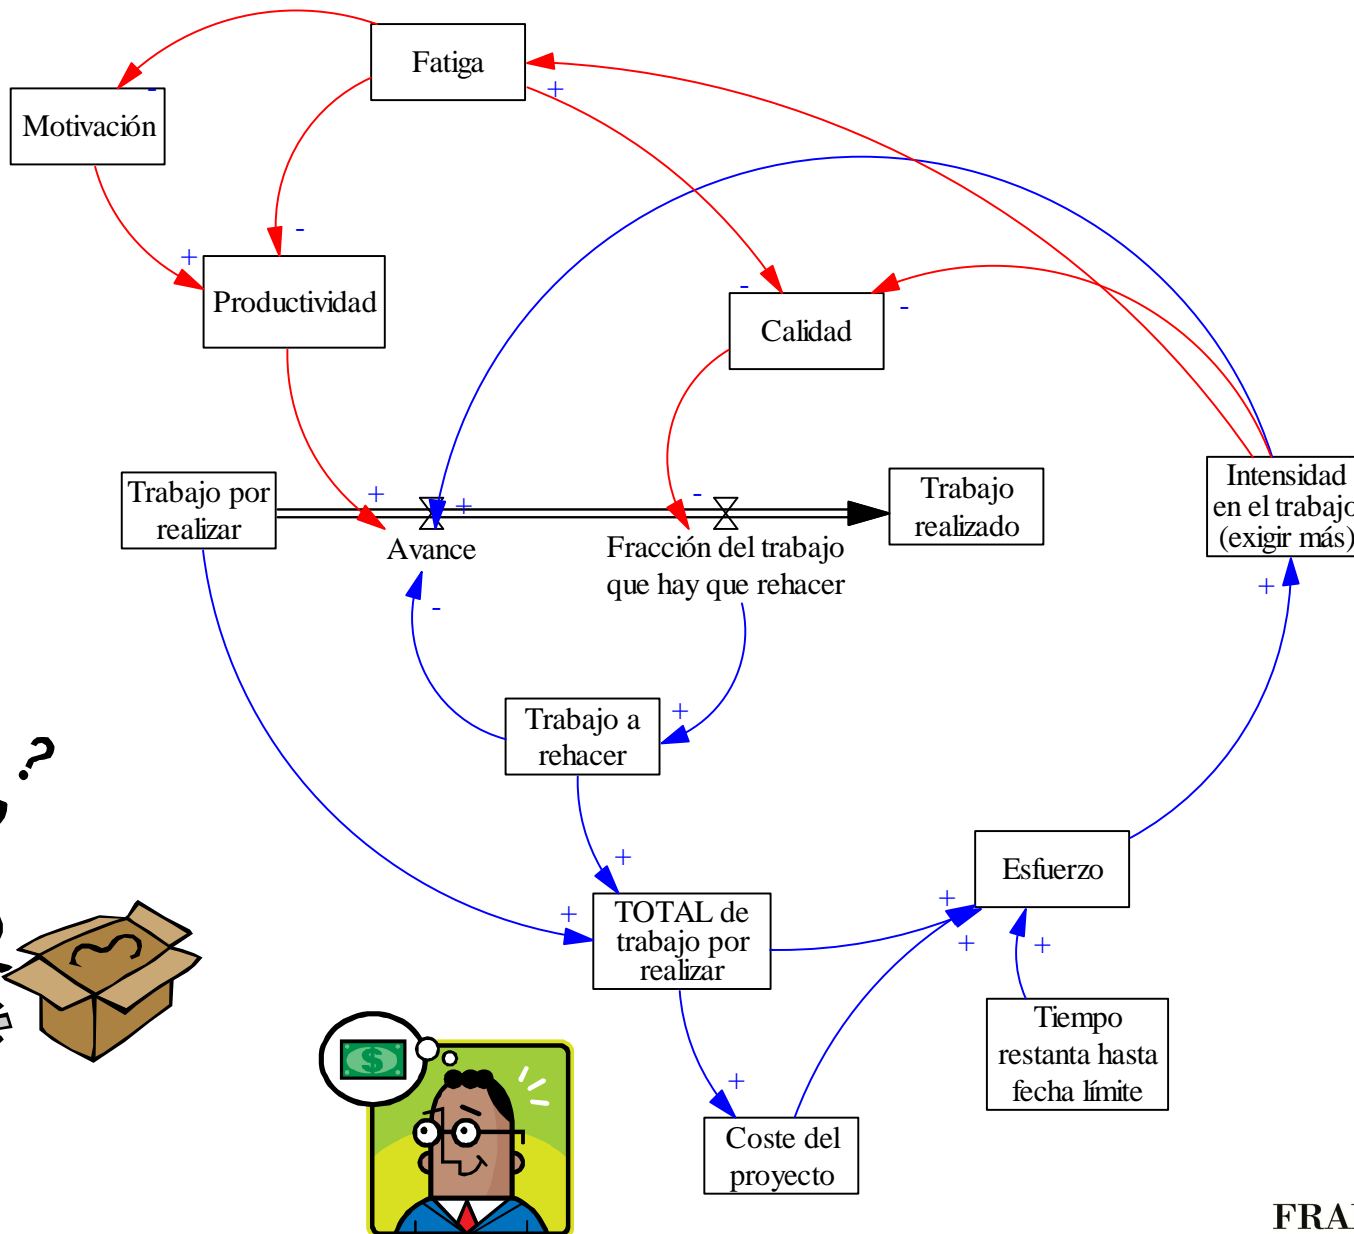 Fatiga
+
-
Motivación
-
+
Productividad
-
-
Calidad
Trabajo por
realizar
+
+
-
Trabajo
realizado
Intensidad
en el trabajo
(exigir más)
Avance
Fracción del trabajo
que hay que rehacer
+
-
Trabajo a
rehacer
+
+
Esfuerzo
+
TOTAL de
trabajo por
realizar
+
+
+
Tiempo
restanta hasta
fecha límite
+
Coste del
proyecto
?
$